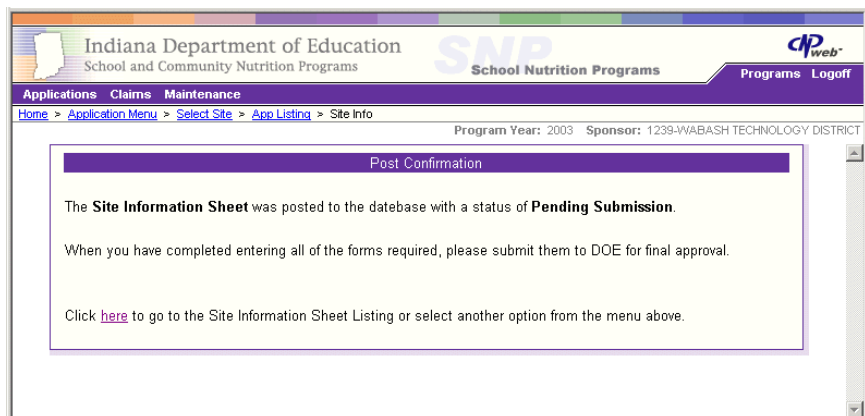 Indiana Department of Education
School and Community Nutrition Programs
SNP
School Nutrition Programs
CNPweb
Programs Logoff
Applications Claims Maintenance
Home > Application Menu > Select Site > App Listing > Site Info
Program Year: 2003 Sponsor: 1239-WABASH TECHNOLOGY DISTRICT
Post Confirmation
The Site Information Sheet was posted to the datebase with a status of Pending Submission.
When you have completed entering all of the forms required, please submit them to DOE for final approval.
Click here to go to the Site Information Sheet Listing or select another option from the menu above.